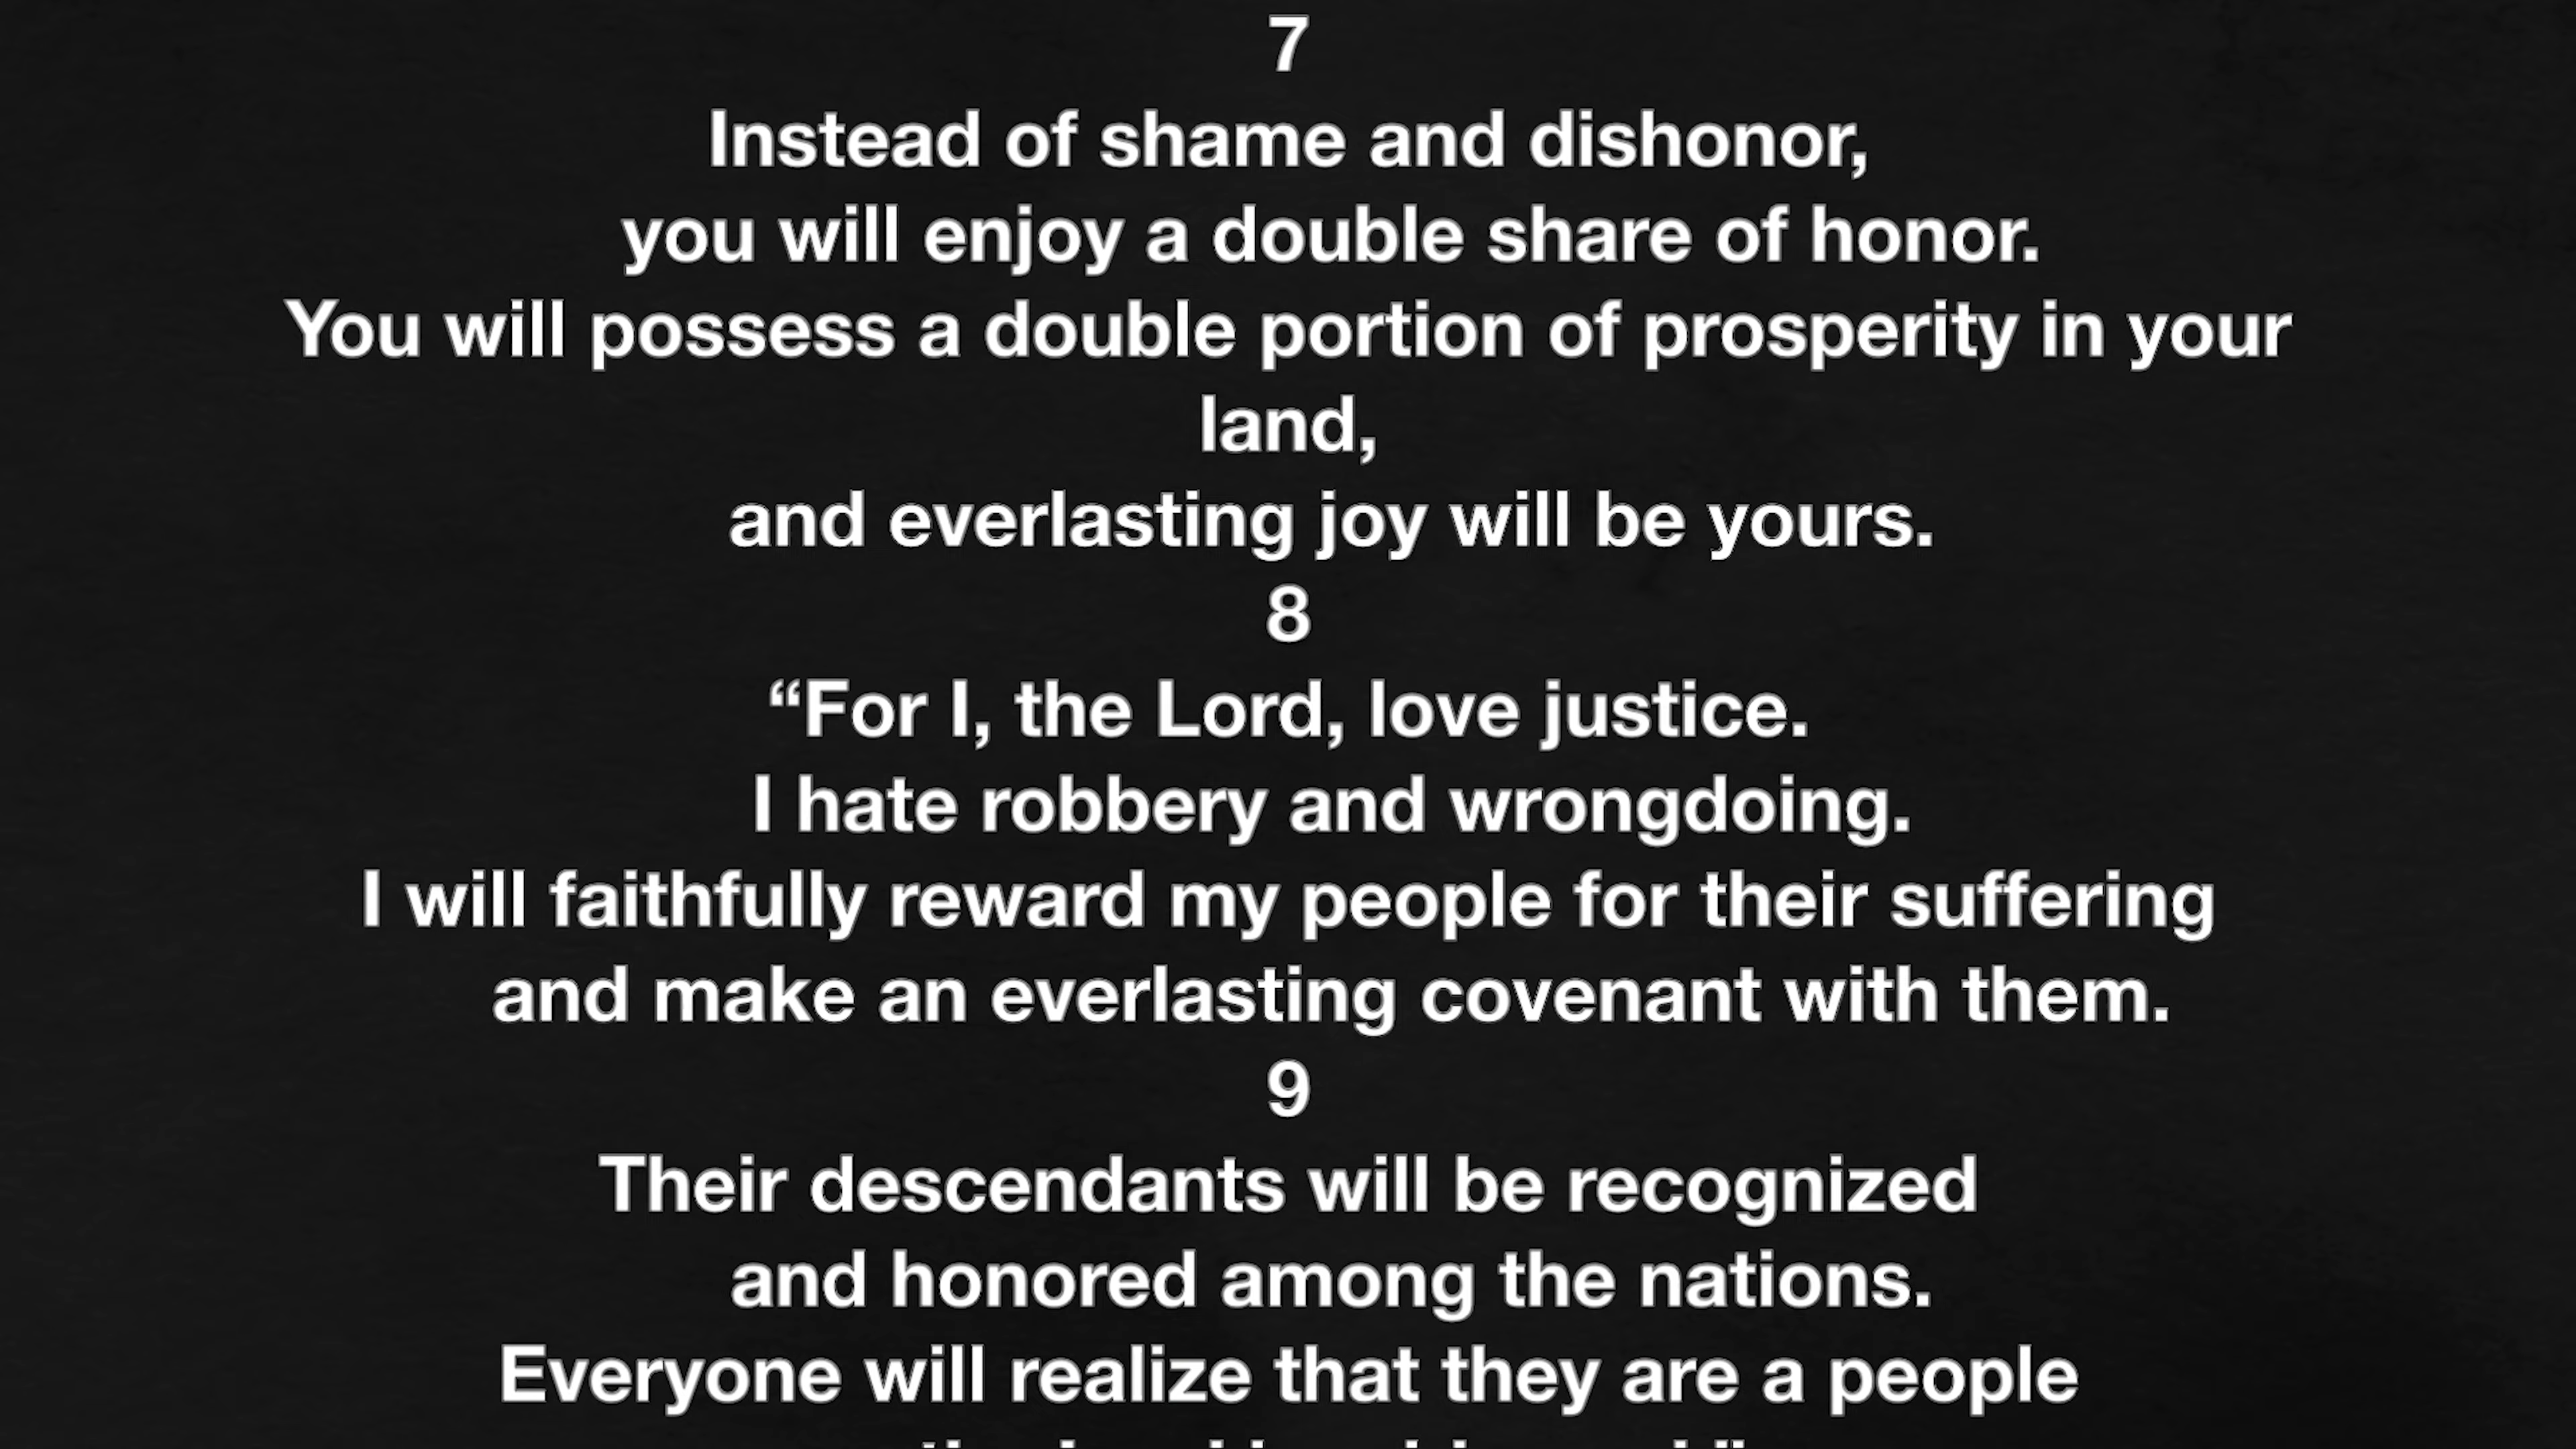 7
Instead of shame and dishonor,
you will enjoy a double share of honor.
You will possess a double portion of prosperity in your
land,
and everlasting joy will be yours.
8
“For I, the Lord, love justice.
I hate robbery and wrongdoing.
I will faithfully reward my people for their suffering
and make an everlasting covenant with them.
9
Their descendants will be recognized
and honored among the nations.
Everyone will realize that they are a people